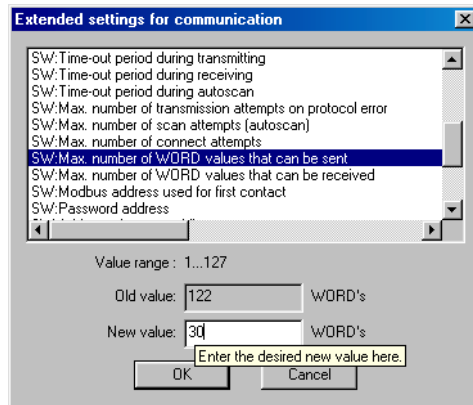 Extended settings for communication
SW:Time-out period during transmitting
SW:Time-out period during receiving
SW:Time-out period during autoscan
SW:Max. number of transmission attempts on protocol error
SW:Max. number of scan attempts (autoscan)
SW:Max. number of connect attempts
SW:Max. number of WORD values that can be sent
SW:Max. number of WORD values that can be received
SW:Modbus address used for first contact
SW:Password address
Value range : 1...127
Old value: 122 WORD's
New value: 30 WORD's
Enter the desired new value here.
OK Cancel